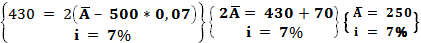 {430 = 2(Ā − 500 * 0,07) {2Ā = 430 + 70} {Ā = 250
i = 7% } i = 7% i = 7%}